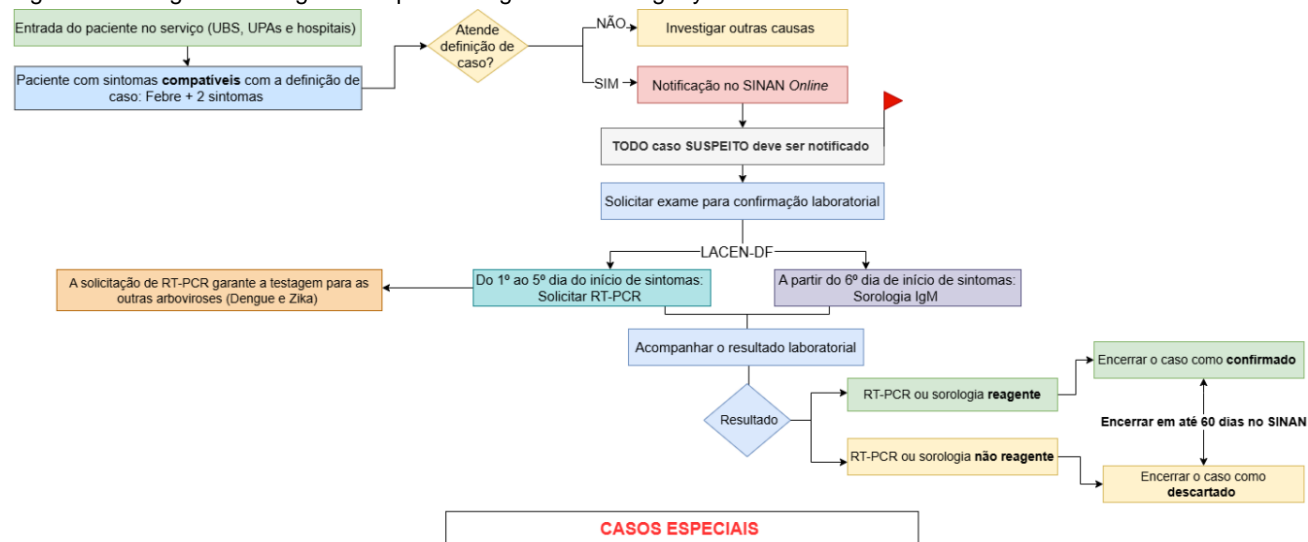 Entrada do paciente no serviço (UBS, UPAs e hospitais)
Paciente com sintomas compatíveis com a definição de
caso: Febre + 2 sintomas
Atende
definição de
caso?
NÃO
Investigar outras causas
SIM
Notificação no SINAN Online
TODO caso SUSPEITO deve ser notificado
Solicitar exame para confirmação laboratorial
LACEN-DF
A solicitação de RT-PCR garante a testagem para as
outras arboviroses (Dengue e Zika)
Do 1º ao 5º dia do início de sintomas:
Solicitar RT-PCR
A partir do 6º dia de início de sintomas:
Sorologia IgM
Acompanhar o resultado laboratorial
Resultado
RT-PCR ou sorologia reagente
Encerrar o caso como confirmado
Encerrar em até 60 dias no SINAN
RT-PCR ou sorologia não reagente
Encerrar o caso como
descartado
CASOS ESPECIAIS